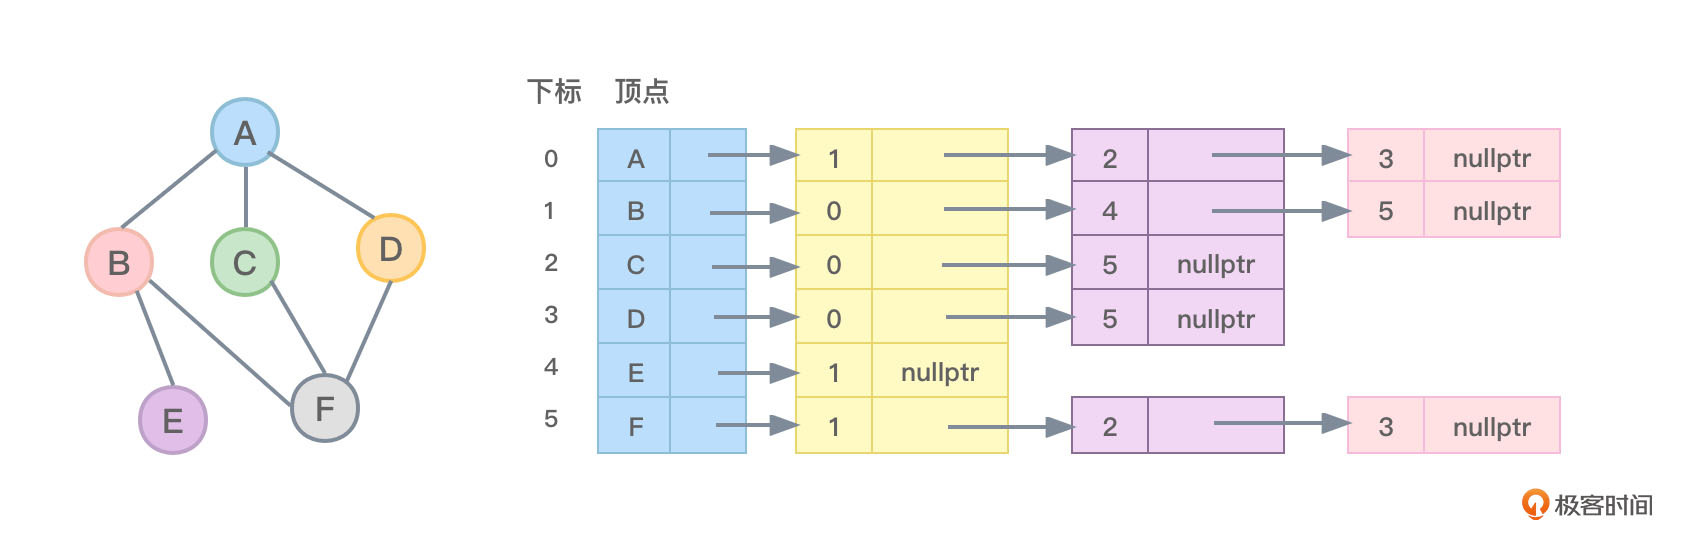 下标 顶点
A
B
C
D
E
F
0 A 1 2 3 nullptr
1 B 0 4 5 nullptr
2 C 0 5 nullptr
3 D 0 5 nullptr
4 E 1 nullptr
5 F 1 2 3 nullptr
极客时间